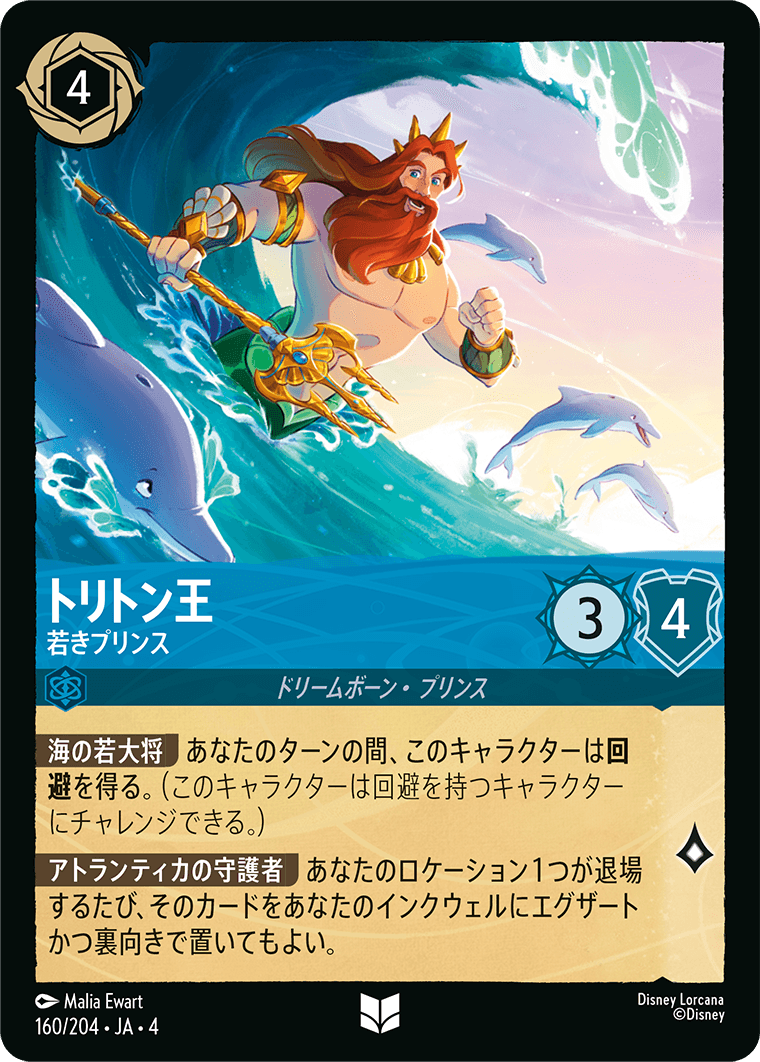 4
トリトン王
若きプリンス
3
4
ドリームボーン・プリンス
海の若大将 あなたのターンの間、このキャラクターは回
避を得る。（このキャラクターは回避を持つキャラクター
にチャレンジできる。）
アトランティカの守護者 あなたのロケーション1つが退場
するたび、そのカードをあなたのインクウェルにエグザート
かつ裏向きで置いてもよい。
Malia Ewart
160/204・JA・4
Disney Lorcana
©Disney